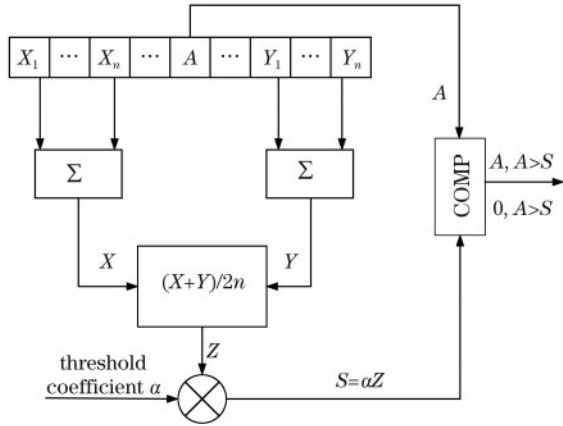 X₁ ⋯ Xₙ ⋯ A ⋯ Y₁ ⋯ Yₙ
A
Σ
Σ
COMP
A, A>S
0, A>S
X
(X+Y)/2n
Y
Z
threshold
coefficient α
S=αZ